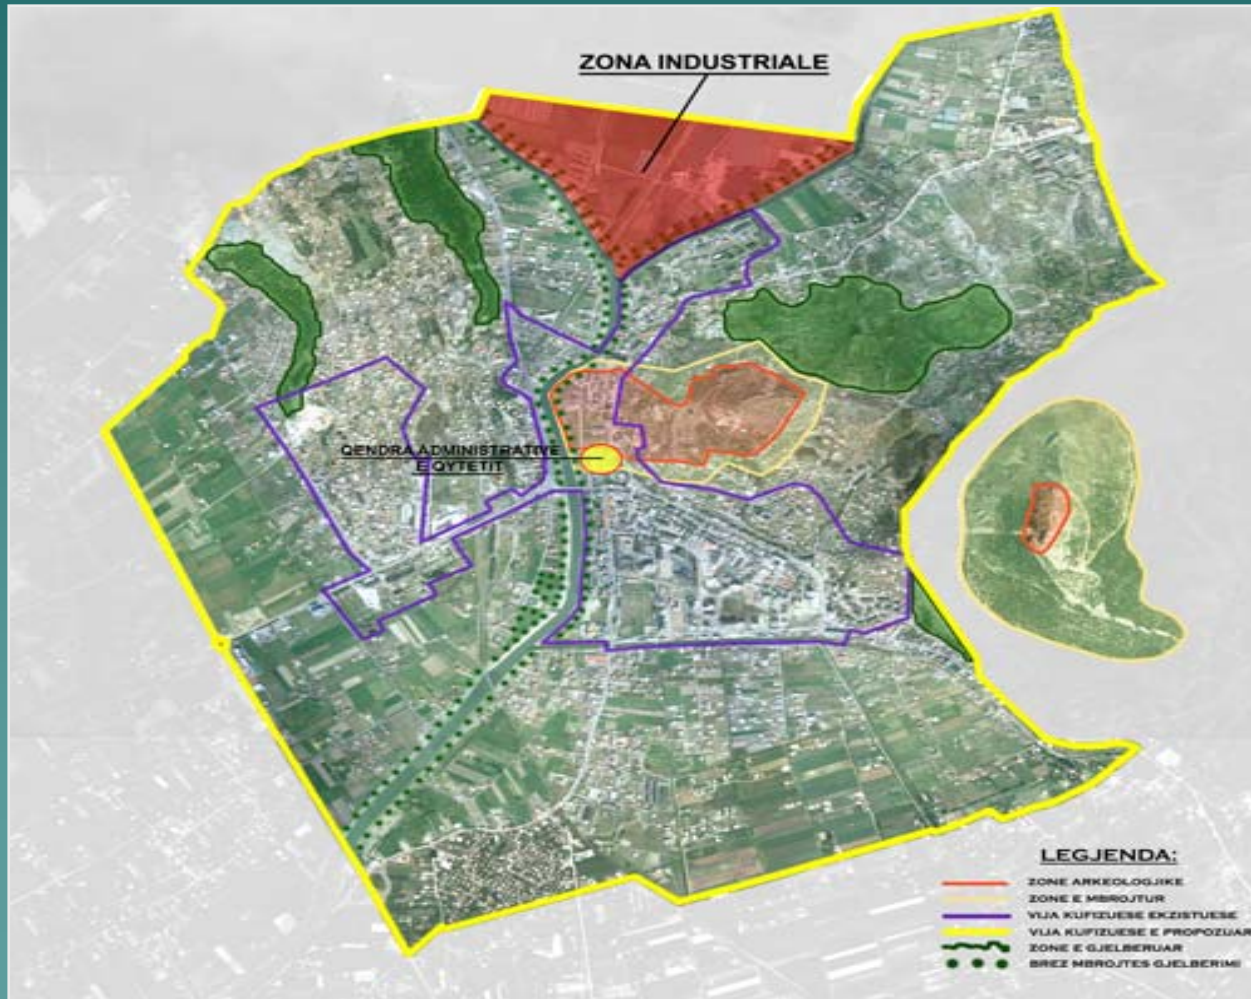 ZONA INDUSTRIALE
QENDRA ADMINISTRATIVE
E QYTETIT
LEGJENDA:
ZONE ARKEOLOGJIKE
ZONE E MBROJTUR
VIJA KUFIZUESE EKZISTUESE
VIJA KUFIZUESE E PROPOZUAR
ZONE E GJELBERUAR
BREZ MBROJTES GJELBERIMI